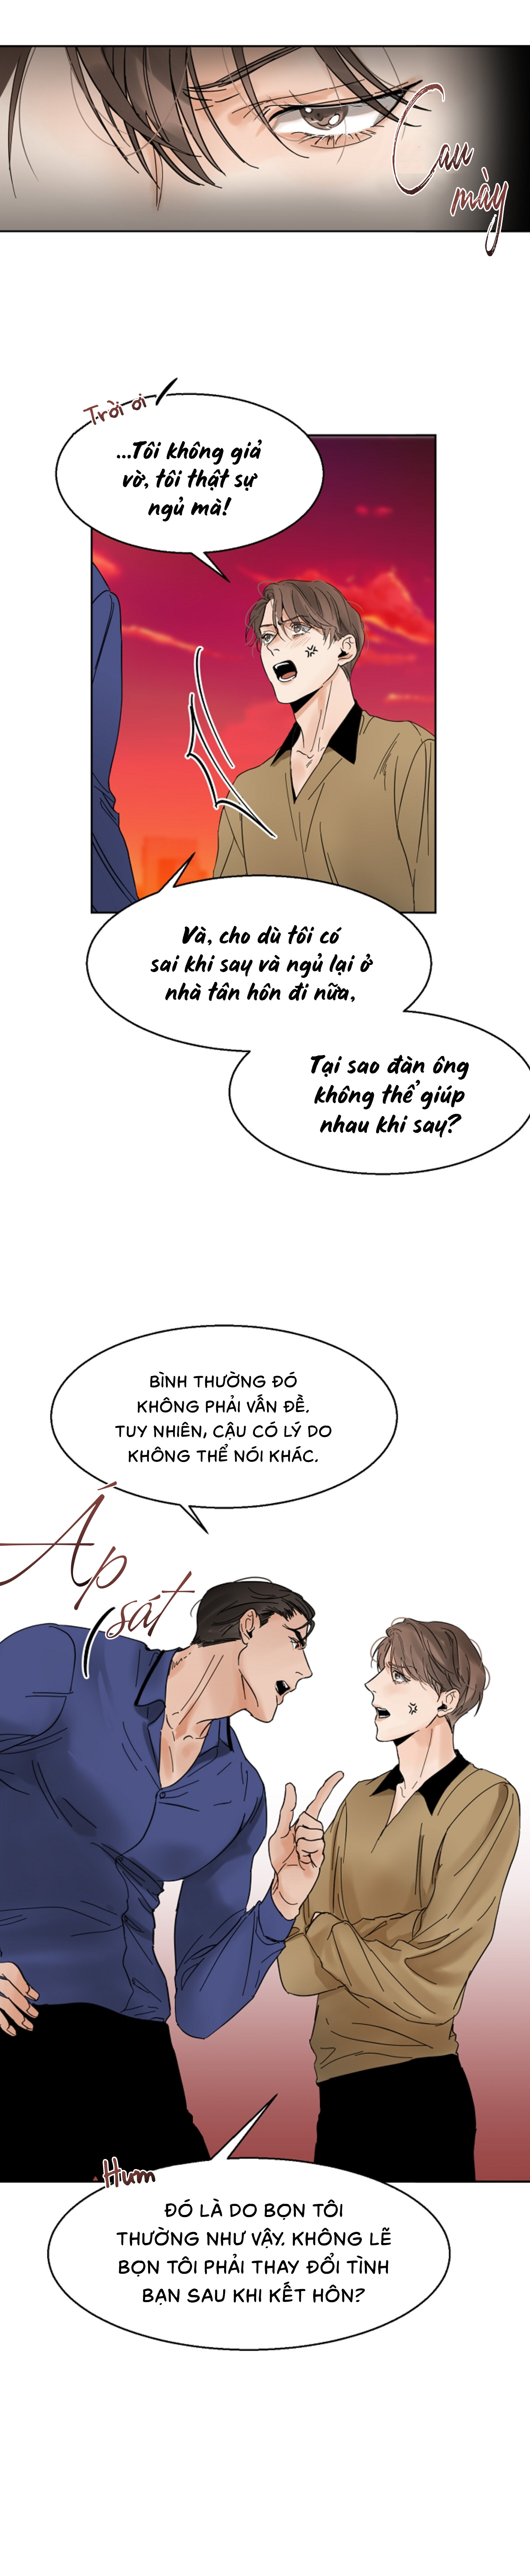 Cau
mày
Trời ơi
...Tôi không giả
vờ, tôi thật sự
ngủ mà!
Và, cho dù tôi có
sai khi say và ngủ lại ở
nhà tân hôn đi nữa,
Tại sao đàn ông
không thể giúp
nhau khi say?
BÌNH THƯỜNG ĐÓ
KHÔNG PHẢI VẤN ĐỀ.
TUY NHIÊN, CẬU CÓ LÝ DO
KHÔNG THỂ NÓI KHÁC.
Áp
sát
Hum
ĐÓ LÀ DO BỌN TÔI
THƯỜNG NHƯ VẬY. KHÔNG LẼ
BỌN TÔI PHẢI THAY ĐỔI TÌNH
BẠN SAU KHI KẾT HÔN?